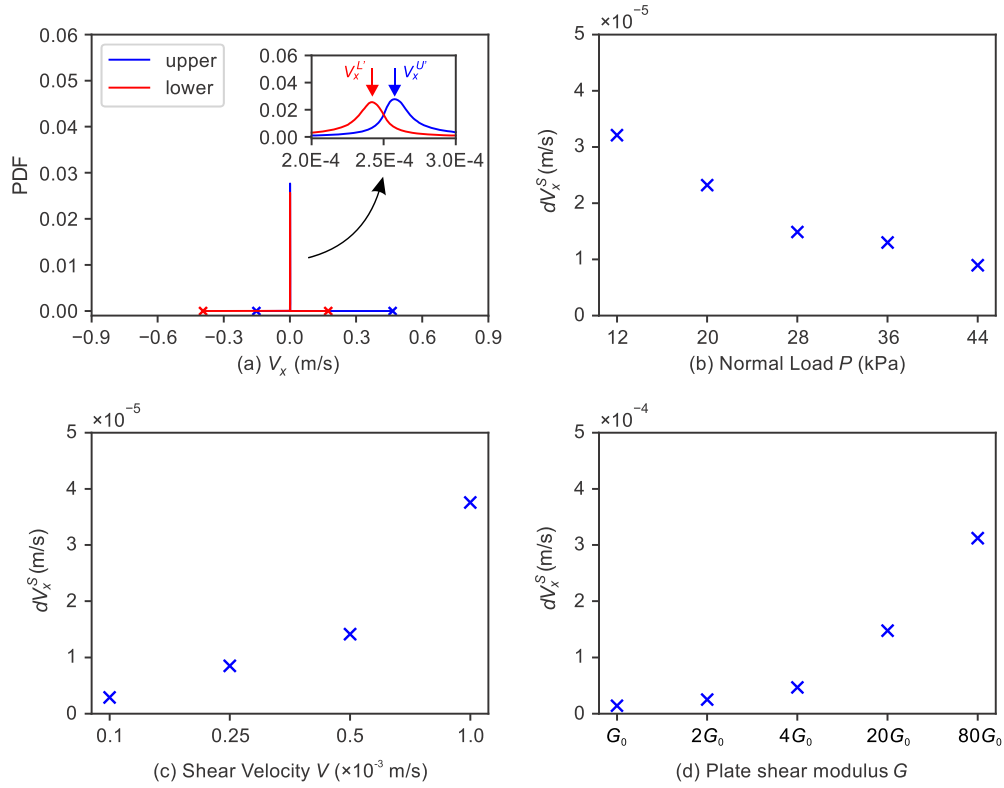 0.06
0.05
0.04
0.03
0.02
0.01
0.00
PDF
upper
lower
0.06
0.04
0.02
0.00
V_x^{L'}
V_x^{U'}
2.0E-4 2.5E-4 3.0E-4
−0.9 −0.6 −0.3 0.0 0.3 0.6 0.9
(a) V_x (m/s)
×10^{−5}
5
4
3
2
1
0
dV_x^S (m/s)
12 20 28 36 44
(b) Normal Load P (kPa)
×10^{−5}
5
4
3
2
1
0
dV_x^S (m/s)
0.1 0.25 0.5 1.0
(c) Shear Velocity V (×10^{-3} m/s)
×10^{−4}
5
4
3
2
1
0
dV_x^S (m/s)
G_0 2G_0 4G_0 20G_0 80G_0
(d) Plate shear modulus G